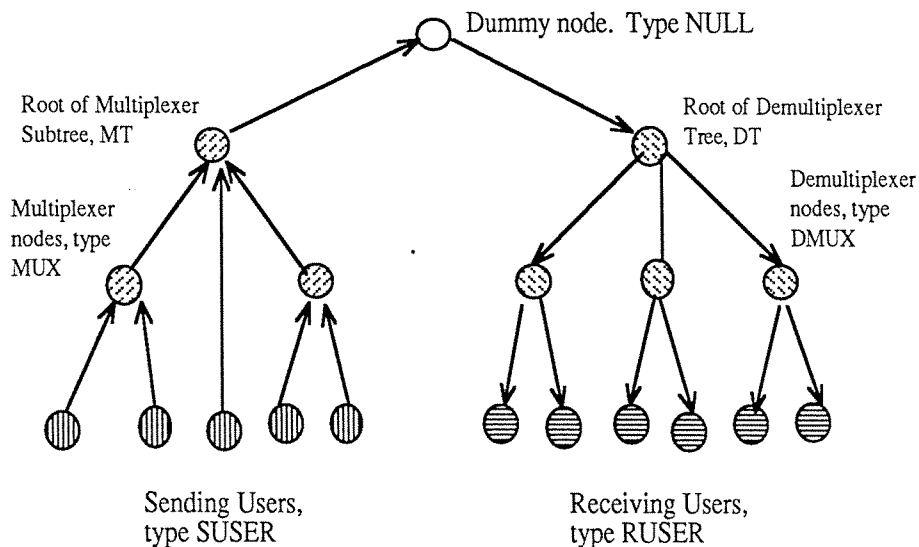 Dummy node. Type NULL
Root of Multiplexer
Subtree, MT
Root of Demultiplexer
Tree, DT
Multiplexer
nodes, type
MUX
Demultiplexer
nodes, type
DMUX
Sending Users,
type SUSER
Receiving Users,
type RUSER